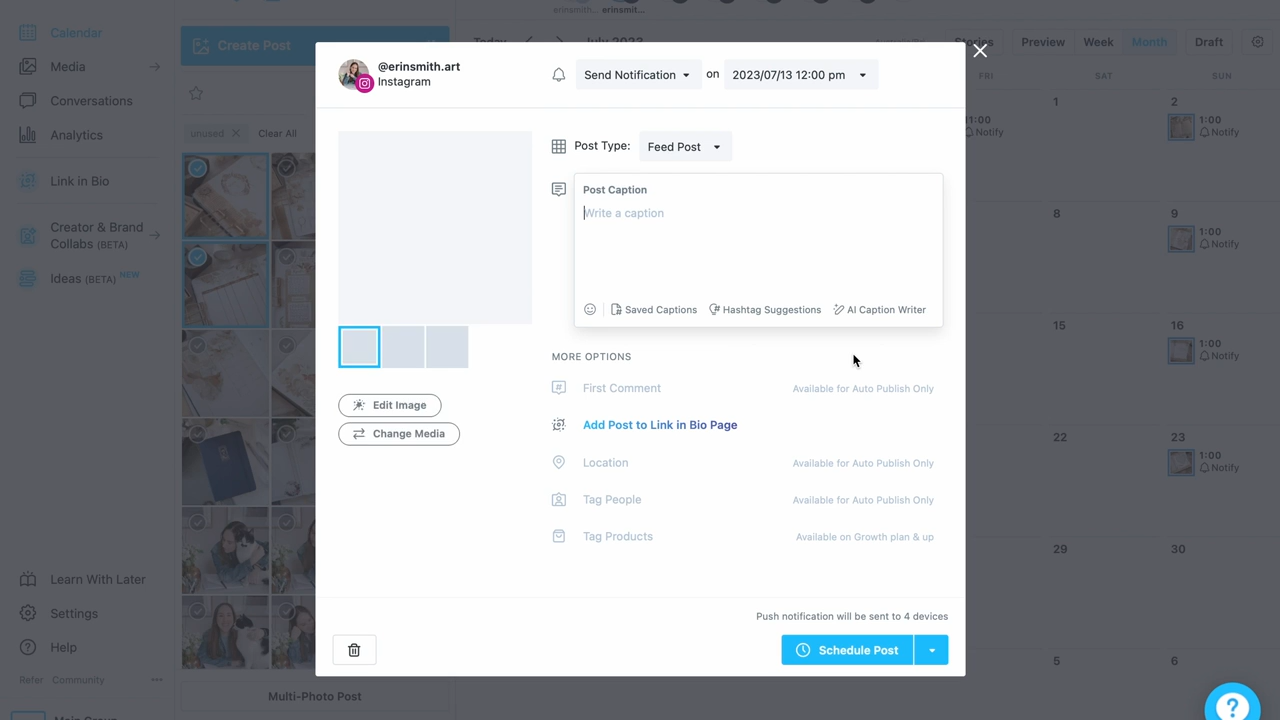 erinsmith... erinsmit...
Calendar
Media
Conversations
Analytics
Link in Bio
Creator & Brand
Collabs (BETA)
Ideas (BETA) NEW
Learn With Later
Settings
Help
Refer Community
Create Post
unused Clear All
Multi-Photo Post
Today July 2023
Stories Preview Week Month Draft
FRI SAT SUN
@erinsmith.art
Instagram
Send Notification on 2023/07/13 12:00 pm
Post Type: Feed Post
Post Caption
Write a caption
Saved Captions Hashtag Suggestions AI Caption Writer
Edit Image
Change Media
MORE OPTIONS
First Comment Available for Auto Publish Only
Add Post to Link in Bio Page
Location Available for Auto Publish Only
Tag People Available for Auto Publish Only
Tag Products Available on Growth plan & up
Push notification will be sent to 4 devices
Schedule Post
1 2
11:00 1:00
Notify Notify
8 9
1:00
Notify
15 16
1:00
Notify
22 23
1:00
Notify
29 30
5 6
?